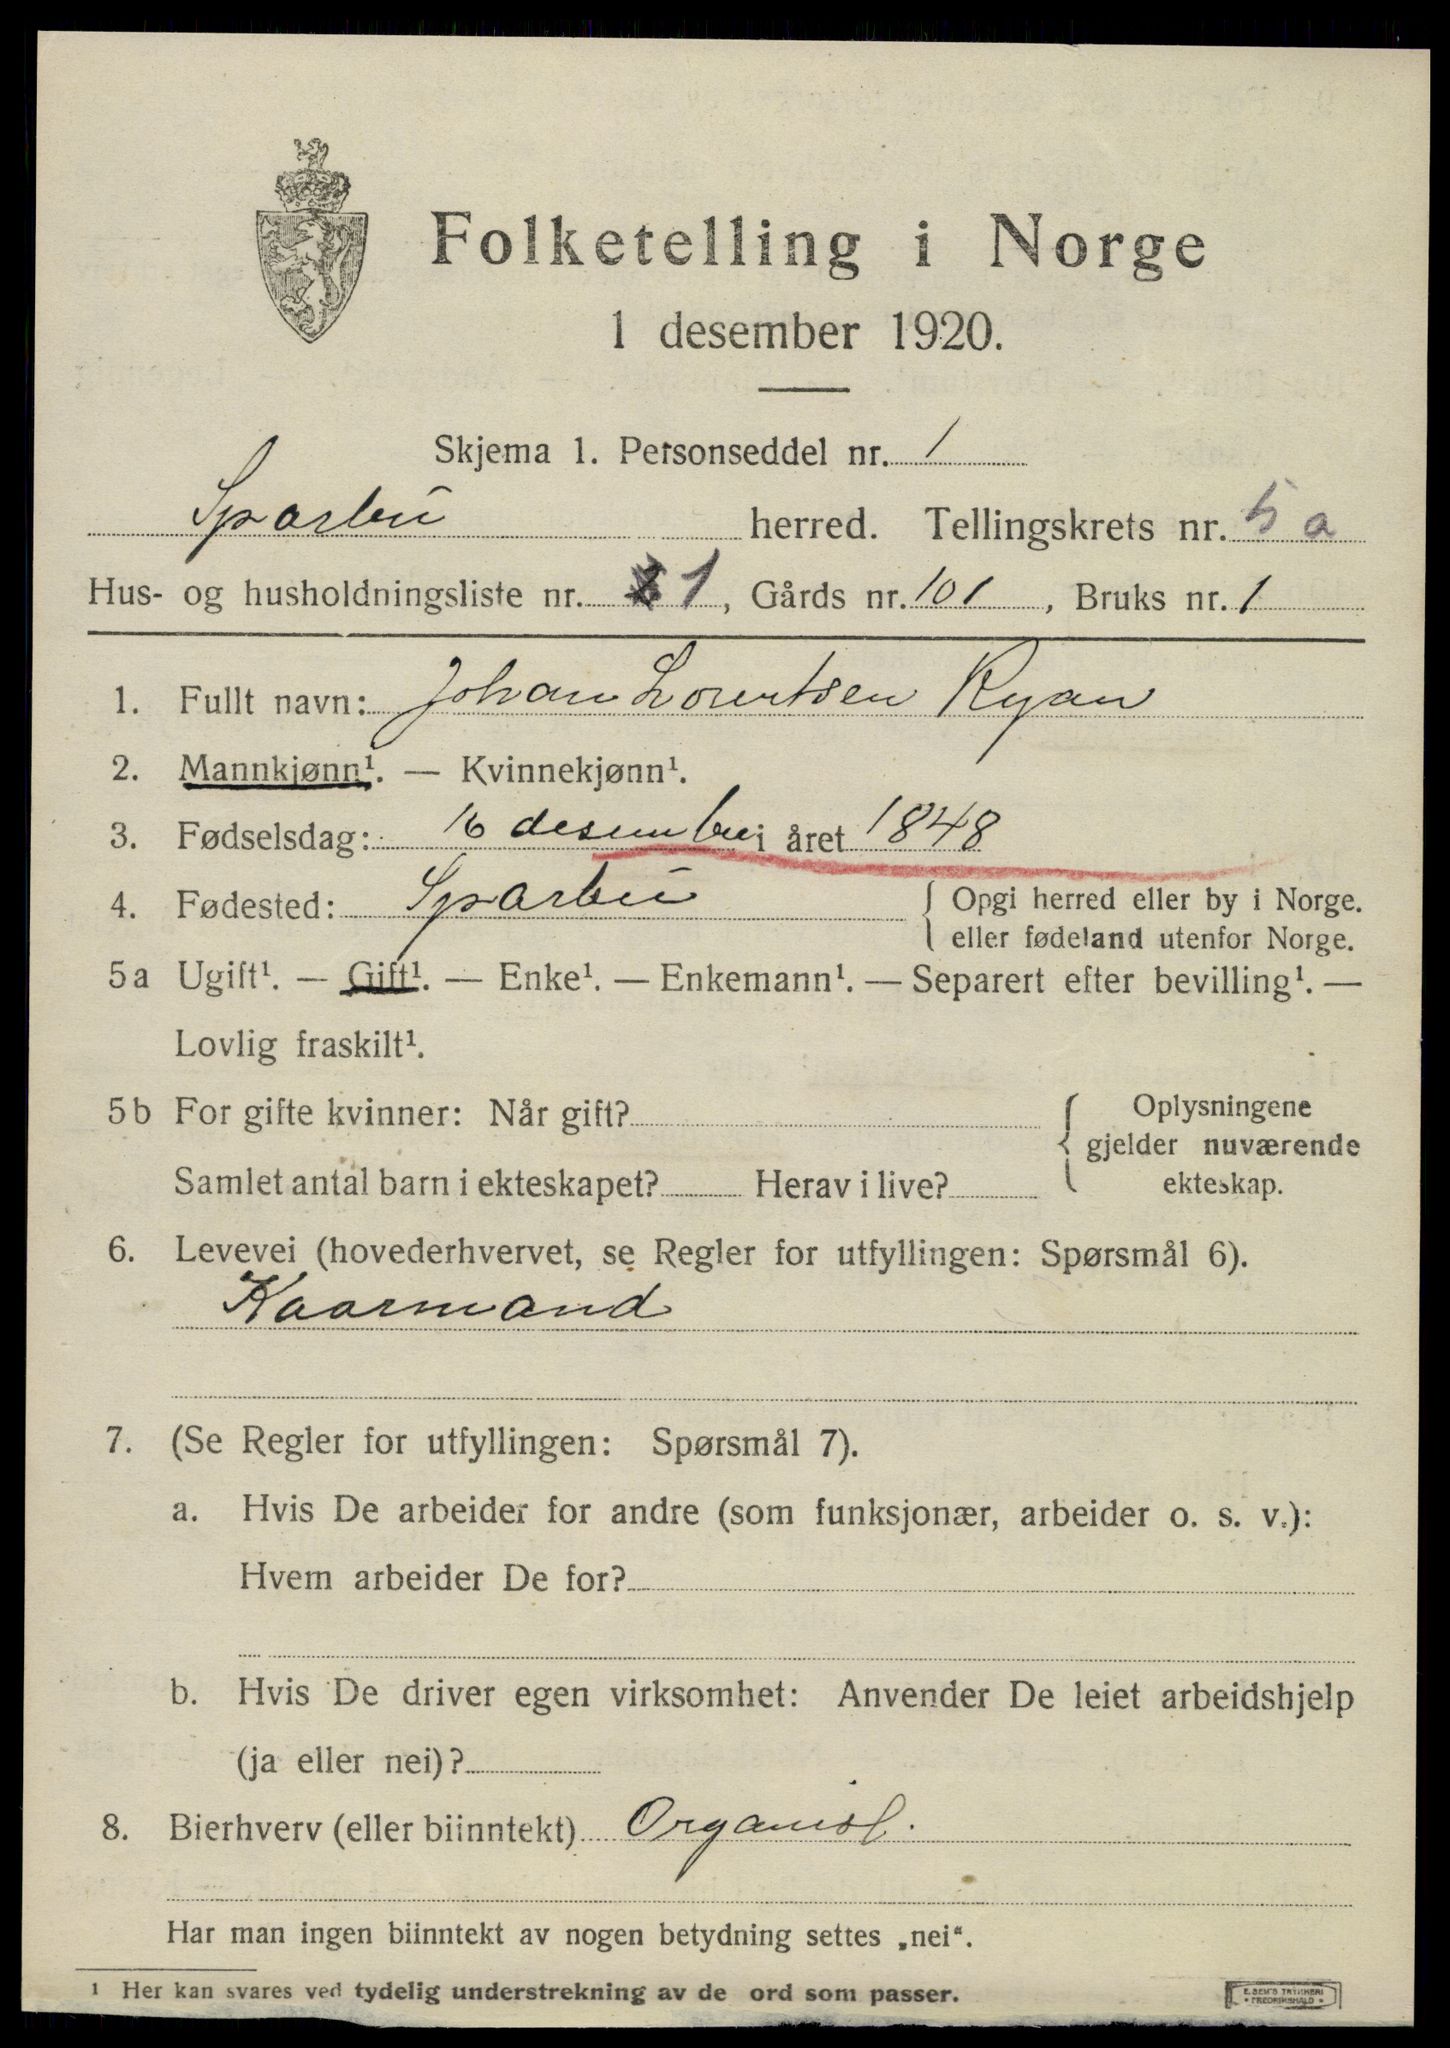 Folketelling i Norge
1 desember 1920.
Skjema 1. Personseddel nr. 1
Sparbu herred. Tellingskrets nr. 5 a
Hus- og husholdningsliste nr. 1, Gårds nr. 101, Bruks nr. 1
1. Fullt navn: Johan Lorentsen Ryan
2. Mannkjønn¹. — Kvinnekjønn¹.
3. Fødselsdag: 16 desember i året 1848
4. Fødested: Sparbu { Opgi herred eller by i Norge.
eller fødeland utenfor Norge.
5a Ugift¹. — Gift¹. — Enke¹. — Enkemann¹. — Separert efter bevilling¹. —
Lovlig fraskilt¹.
5b For gifte kvinner: Når gift? { Oplysningene
gjelder nuværende
Samlet antal barn i ekteskapet? Herav i live? ekteskap.
6. Levevei (hovederhvervet, se Regler for utfyllingen: Spørsmål 6).
Kaarmand
7. (Se Regler for utfyllingen: Spørsmål 7).
a. Hvis De arbeider for andre (som funksjonær, arbeider o. s. v.):
Hvem arbeider De for?
b. Hvis De driver egen virksomhet: Anvender De leiet arbeidshjelp
(ja eller nei)?
8. Bierhverv (eller biinntekt) Organist.
Har man ingen biinntekt av nogen betydning settes „nei“.
¹ Her kan svares ved tydelig understrekning av de ord som passer.
E. SEM'S TRYKKERI
• FREDRIKSHALD •